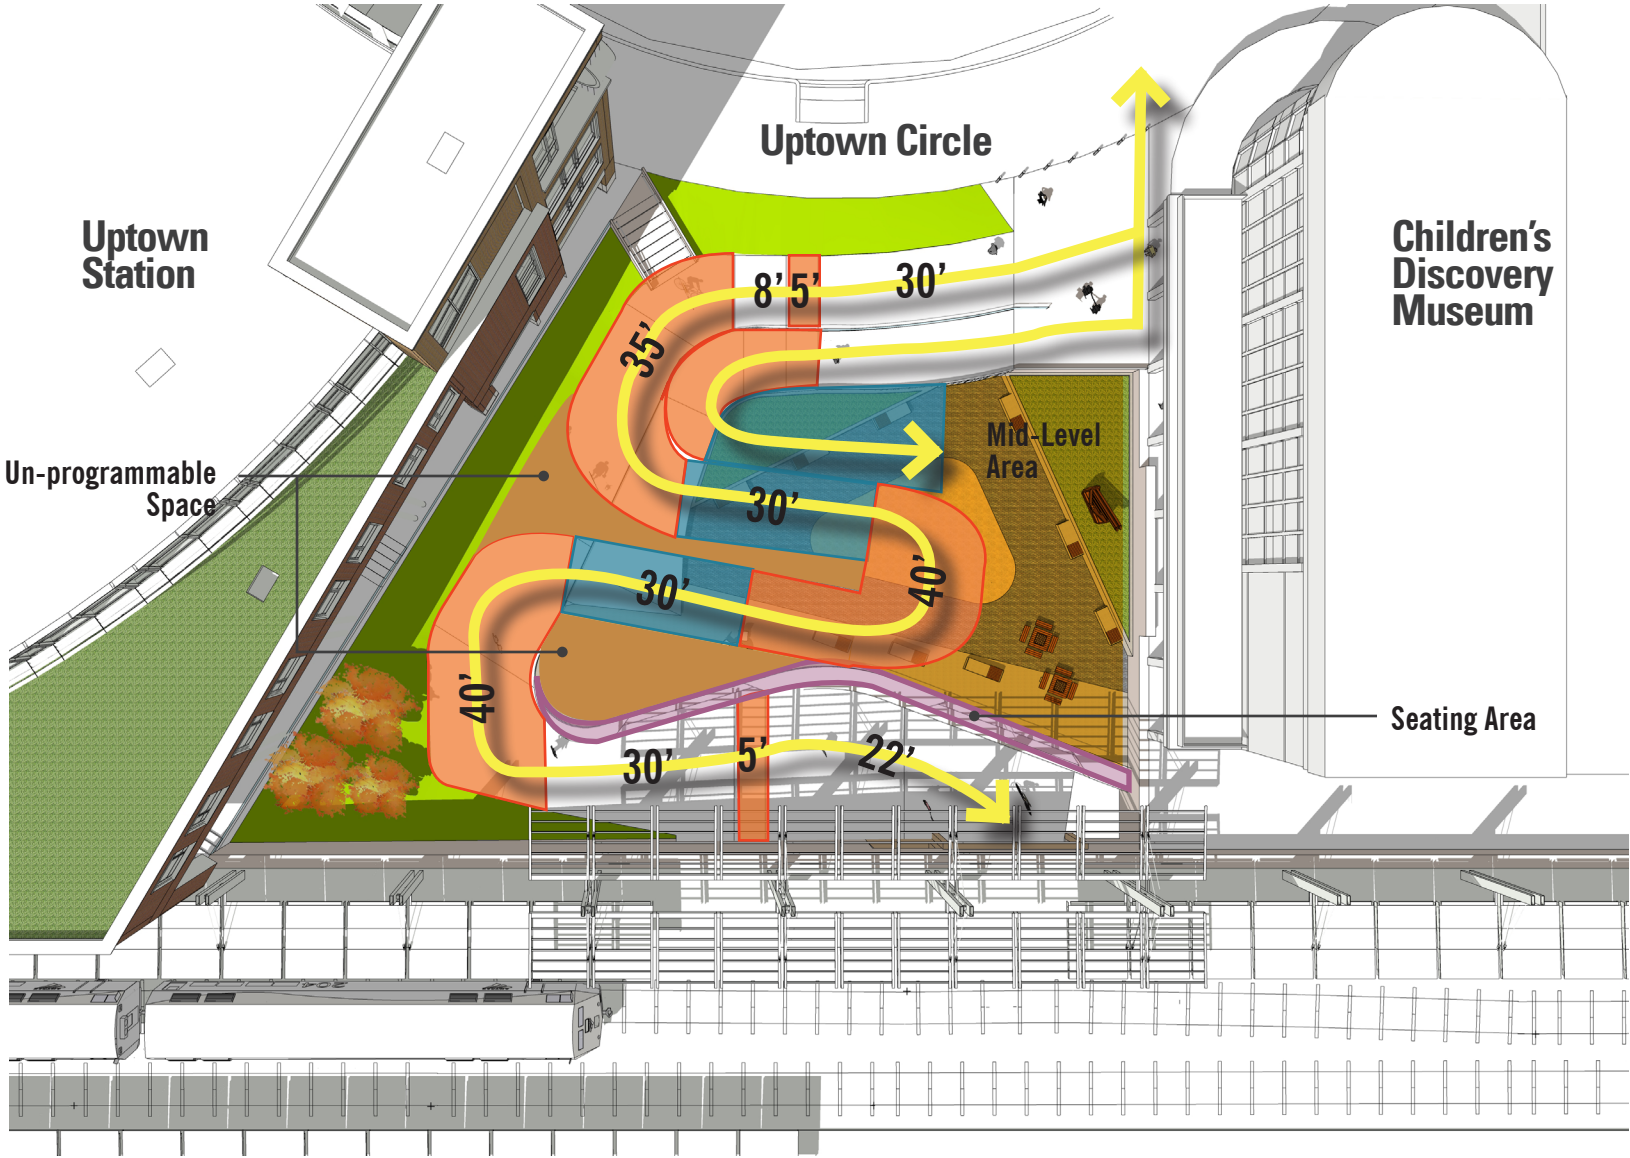 Uptown Circle
Uptown
Station
Children's
Discovery
Museum
8' 5' 30'
35'
Mid-Level
Area
Un-programmable
Space
30'
40'
30'
40'
Seating Area
30' 5' 22'